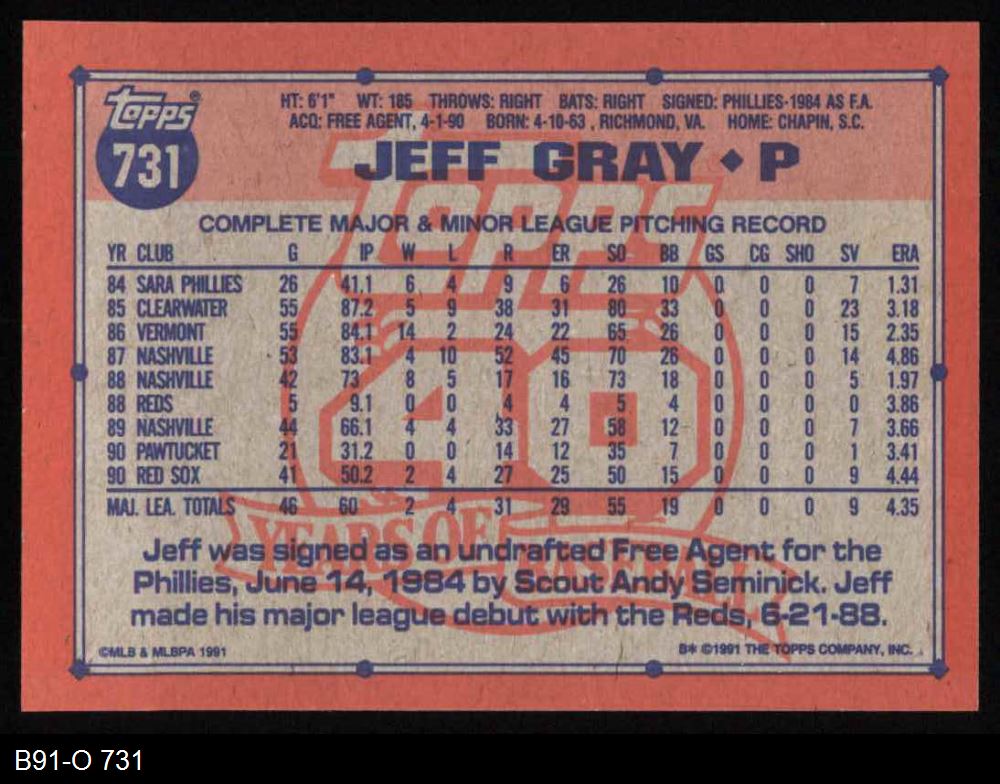 Topps®
731
HT: 6'1" WT: 185 THROWS: RIGHT BATS: RIGHT SIGNED: PHILLIES-1984 AS F.A.
ACQ: FREE AGENT, 4-1-90 BORN: 4-10-63 , RICHMOND, VA. HOME: CHAPIN, S.C.
JEFF GRAY ◆ P
COMPLETE MAJOR & MINOR LEAGUE PITCHING RECORD
YR CLUB G IP W L R ER SO BB GS CG SHO SV ERA
84 SARA PHILLIES 26 41.1 6 4 9 6 26 10 0 0 0 7 1.31
85 CLEARWATER 55 87.2 5 9 38 31 80 33 0 0 0 23 3.18
86 VERMONT 55 84.1 14 2 24 22 65 26 0 0 0 15 2.35
87 NASHVILLE 53 83.1 4 10 52 45 70 26 0 0 0 14 4.86
88 NASHVILLE 42 73 8 5 17 16 73 18 0 0 0 5 1.97
88 REDS 5 9.1 0 0 4 4 5 4 0 0 0 0 3.86
89 NASHVILLE 44 66.1 4 4 33 27 58 12 0 0 0 7 3.66
90 PAWTUCKET 21 31.2 0 0 14 12 35 7 0 0 0 1 3.41
90 RED SOX 41 50.2 2 4 27 25 50 15 0 0 0 9 4.44
MAJ. LEA. TOTALS 46 60 2 4 31 29 55 19 0 0 0 9 4.35
Topps
40
YEARS OF BASEBALL
Jeff was signed as an undrafted Free Agent for the
Phillies, June 14, 1984 by Scout Andy Seminick. Jeff
made his major league debut with the Reds, 6-21-88.
©MLB & MLBPA 1991
B* ©1991 THE TOPPS COMPANY, INC.
B91-O 731